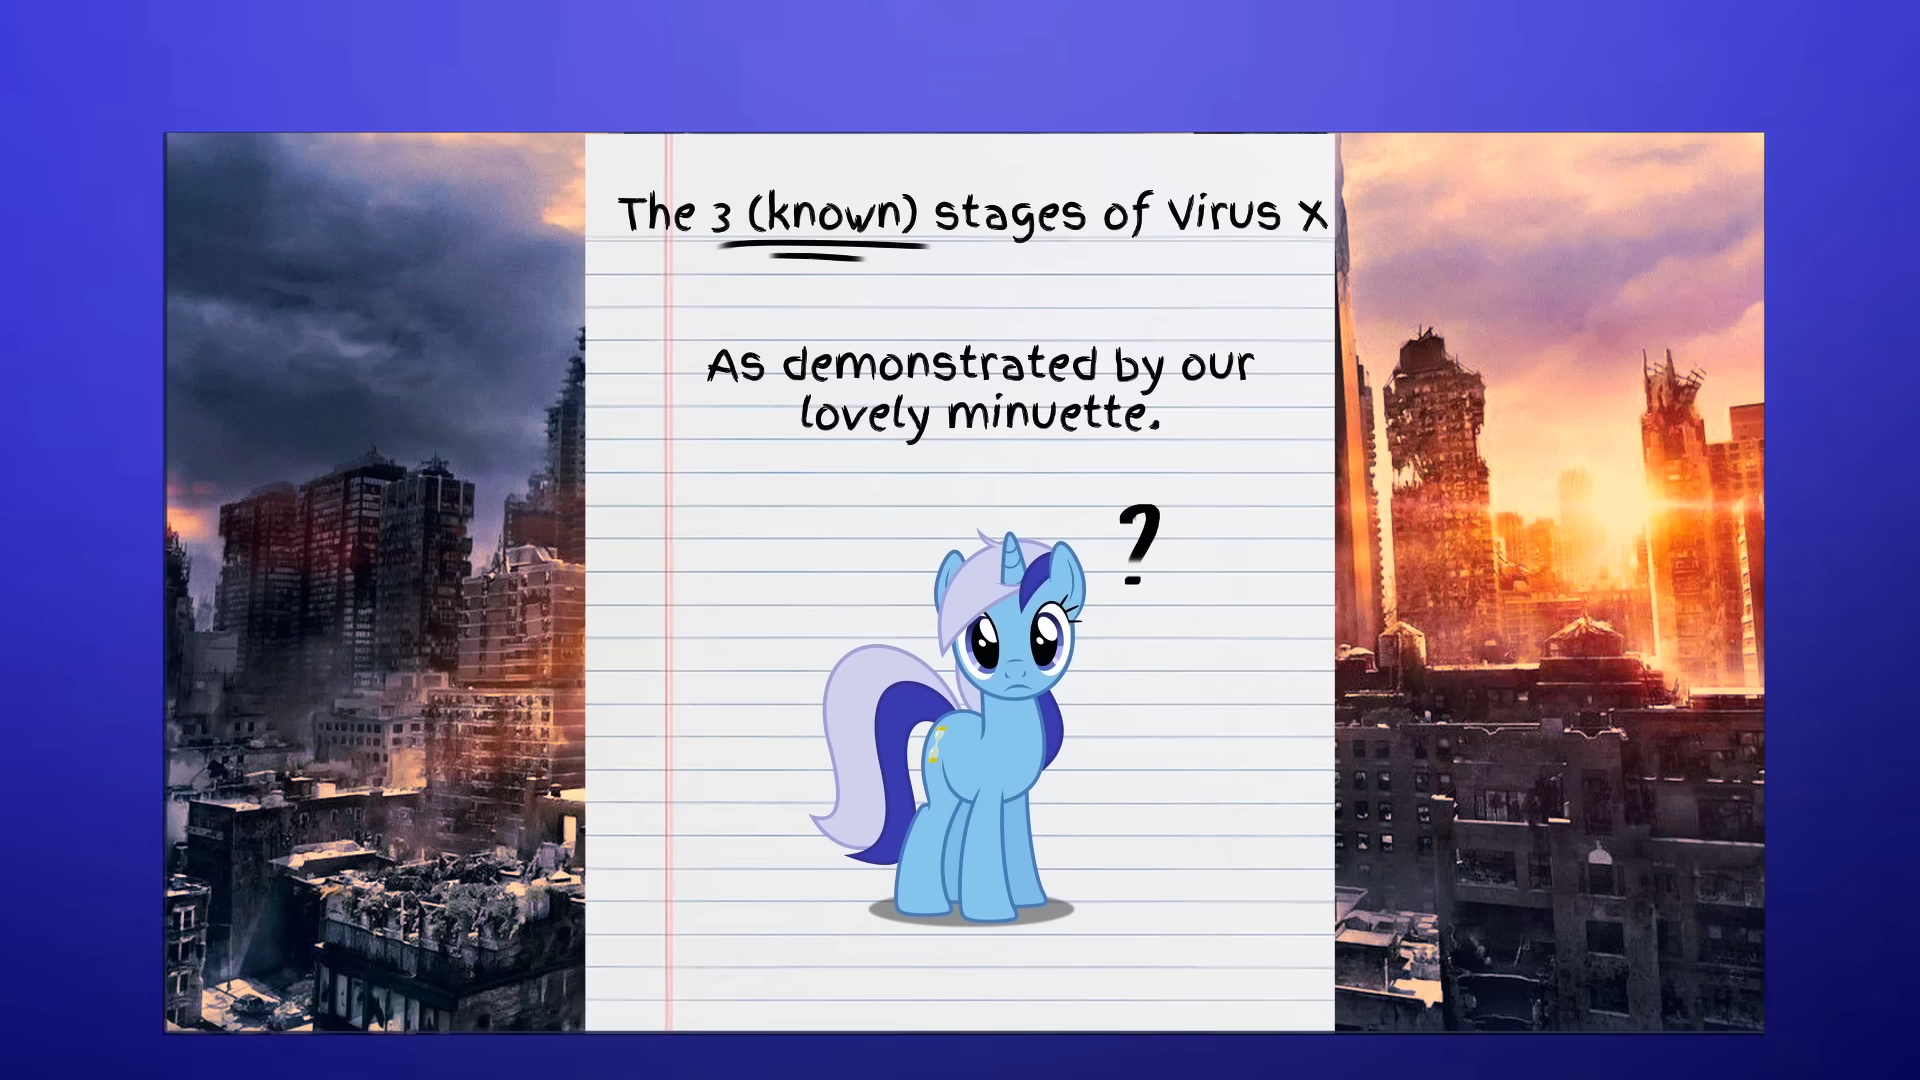 The 3 (known) stages of Virus X
As demonstrated by our
lovely minuette.
?